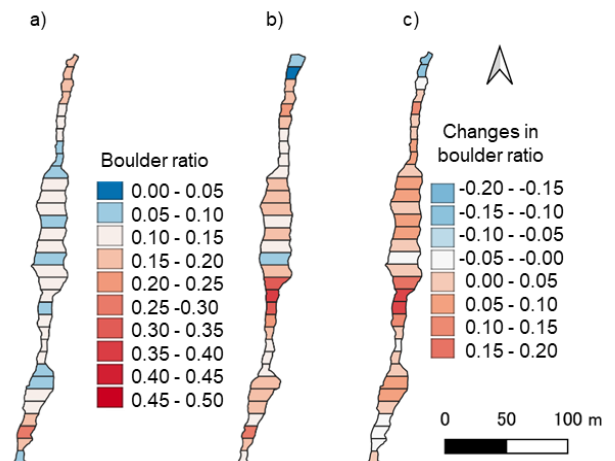 a)
b)
c)
Boulder ratio
0.00 - 0.05
0.05 - 0.10
0.10 - 0.15
0.15 - 0.20
0.20 - 0.25
0.25 -0.30
0.30 - 0.35
0.35 - 0.40
0.40 - 0.45
0.45 - 0.50
Changes in
boulder ratio
-0.20 - -0.15
-0.15 - -0.10
-0.10 - -0.05
-0.05 - -0.00
0.00 - 0.05
0.05 - 0.10
0.10 - 0.15
0.15 - 0.20
0 50 100 m